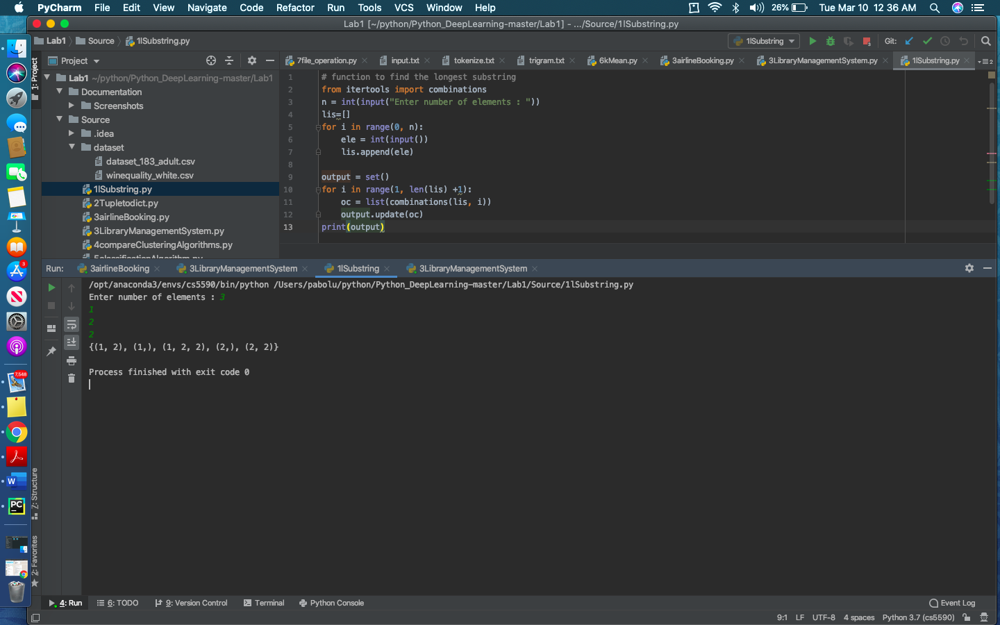 PyCharm File Edit View Navigate Code Refactor Run Tools VCS Window Help 26% Tue Mar 10 12 36 AM
Lab1 [~/python/Python_DeepLearning-master/Lab1] - .../Source/1lSubstring.py
Lab1 Source 1lSubstring.py 1lSubstring Git:
Project 7file_operation.py input.txt tokenize.txt trigram.txt 6kMean.py 3airlineBooking.py 3LibraryManagementSystem.py 1lSubstring.py 2
1: Project
Lab1 ~/python/Python_DeepLearning-master/Lab1
Documentation
Screenshots
Source
.idea
dataset
dataset_183_adult.csv
winequality_white.csv
1lSubstring.py
2Tupletodict.py
3airlineBooking.py
3LibraryManagementSystem.py
4compareClusteringAlgorithms.py
5classificationAlgorithm.py
1 # function to find the longest substring
2 from itertools import combinations
3 n = int(input("Enter number of elements : "))
4 lis=[]
5 for i in range(0, n):
6 ele = int(input())
7 lis.append(ele)
8
9 output = set()
10 for i in range(1, len(lis) +1):
11 oc = list(combinations(lis, i))
12 output.update(oc)
13 print(output)
Run: 3airlineBooking 3LibraryManagementSystem 1lSubstring 3LibraryManagementSystem
/opt/anaconda3/envs/cs5590/bin/python /Users/pabolu/python/Python_DeepLearning-master/Lab1/Source/1lSubstring.py
Enter number of elements : 3
1
2
2
{(1, 2), (1,), (1, 2, 2), (2,), (2, 2)}
Process finished with exit code 0
3
7,548
W
PC
Z: Structure
2: Favorites
4: Run 6: TODO 9: Version Control Terminal Python Console Event Log
9:1 LF UTF-8 4 spaces Python 3.7 (cs5590)